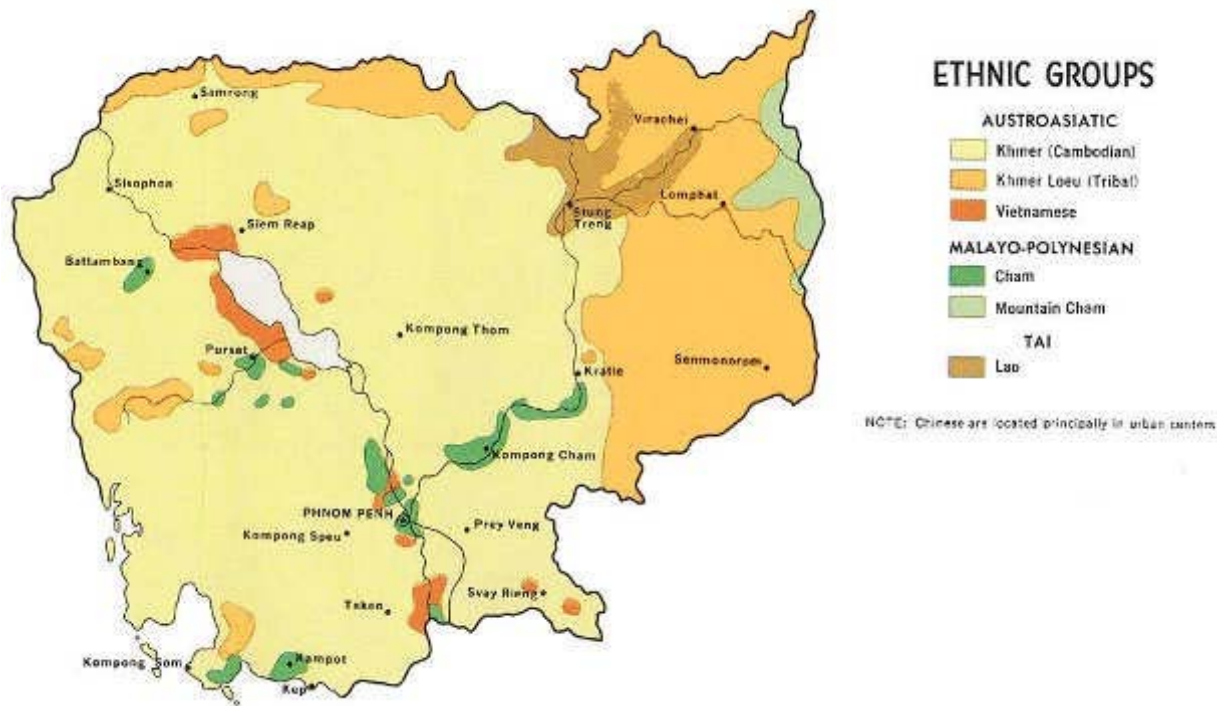 Samrong
Virachei
Sisophon
Lomphat
Stung
Treng
Siem Reap
Battambang
Kompong Thom
Pursat
Kratie
Senmonorom
Kompong Cham
PHNOM PENH
Kompong Speu
Prey Veng
Svay Rieng
Takeo
Kompong Som
Kampot
Kep
ETHNIC GROUPS
AUSTROASIATIC
Khmer (Cambodian)
Khmer Loeu (Tribal)
Vietnamese
MALAYO-POLYNESIAN
Cham
Mountain Cham
TAI
Lao
NOTE: Chinese are located principally in urban centers